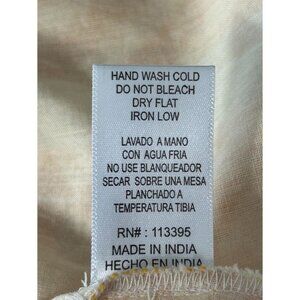 HAND WASH COLD
DO NOT BLEACH
DRY FLAT
IRON LOW
LAVADO A MANO
CON AGUA FRIA
NO USE BLANQUEADOR
SECAR SOBRE UNA MESA
PLANCHADO A
TEMPERATURA TIBIA
RN# : 113395
MADE IN INDIA
HECHO EN INDIA